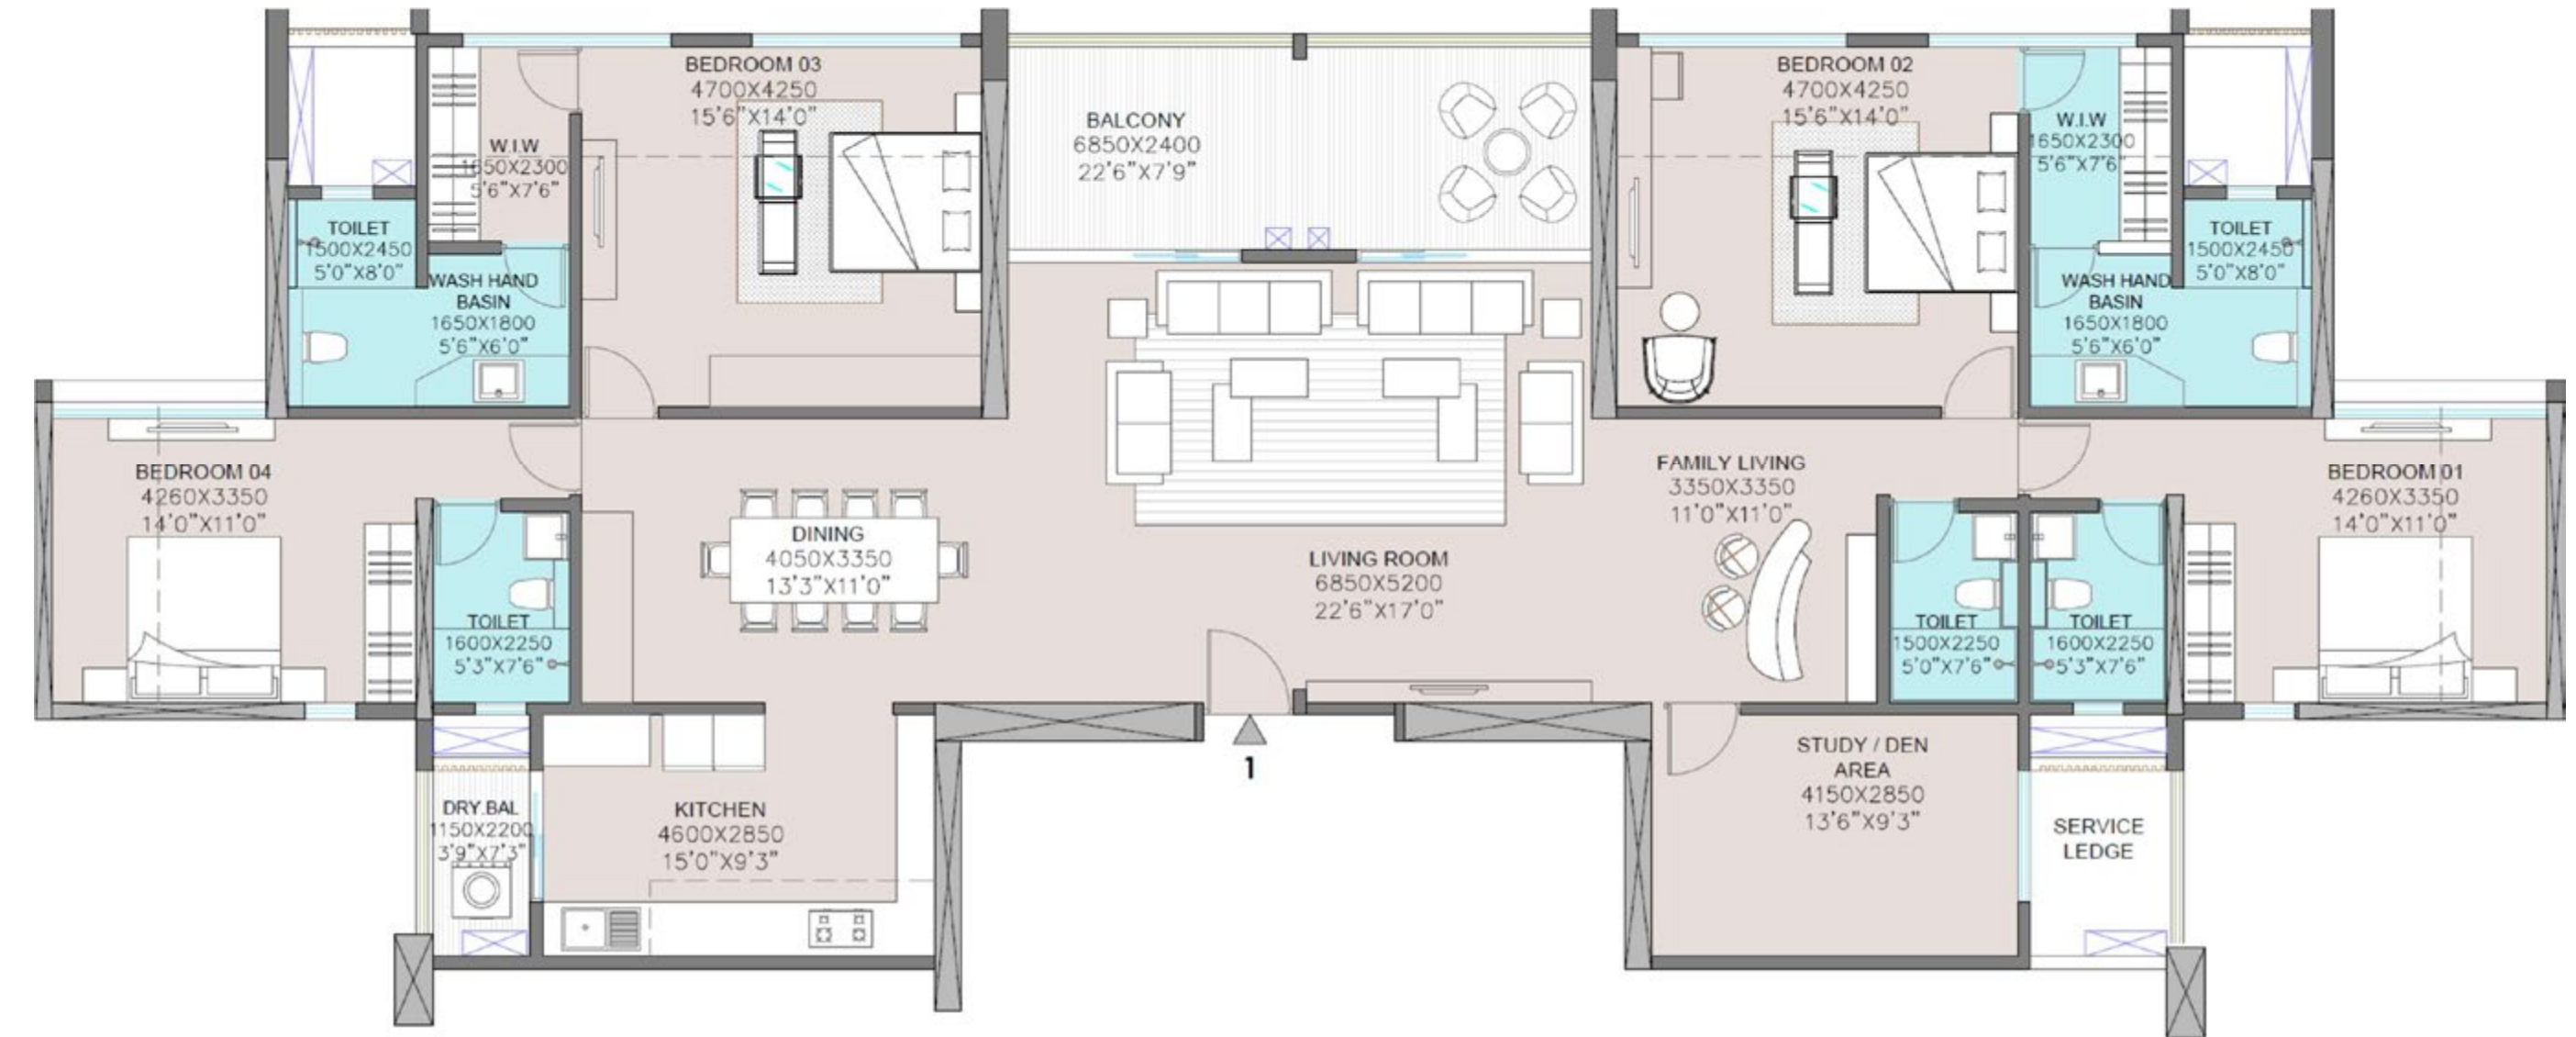 BEDROOM 03
4700X4250
15'6"X14'0"
BALCONY
6850X2400
22'6"X7'9"
BEDROOM 02
4700X4250
15'6"X14'0"
W.I.W
1650X2300
5'6"X7'6"
W.I.W
1650X2300
5'6"X7'6"
TOILET
1500X2450
5'0"X8'0"
WASH HAND
BASIN
1650X1800
5'6"X6'0"
TOILET
1500X2450
5'0"X8'0"
WASH HAND
BASIN
1650X1800
5'6"X6'0"
BEDROOM 04
4260X3350
14'0"X11'0"
DINING
4050X3350
13'3"X11'0"
LIVING ROOM
6850X5200
22'6"X17'0"
FAMILY LIVING
3350X3350
11'0"X11'0"
BEDROOM 01
4260X3350
14'0"X11'0"
TOILET
1600X2250
5'3"X7'6"
TOILET
1500X2250
5'0"X7'6"
TOILET
1600X2250
5'3"X7'6"
1
DRY.BAL
1150X2200
3'9"X7'3"
KITCHEN
4600X2850
15'0"X9'3"
STUDY / DEN
AREA
4150X2850
13'6"X9'3"
SERVICE
LEDGE